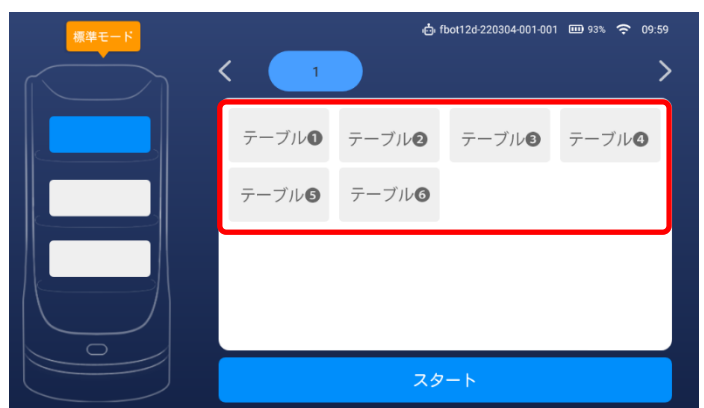 標準モード
fbot12d-220304-001-001 93% 09:59
1
テーブル❶ テーブル❷ テーブル❸ テーブル❹
テーブル❺ テーブル❻
スタート